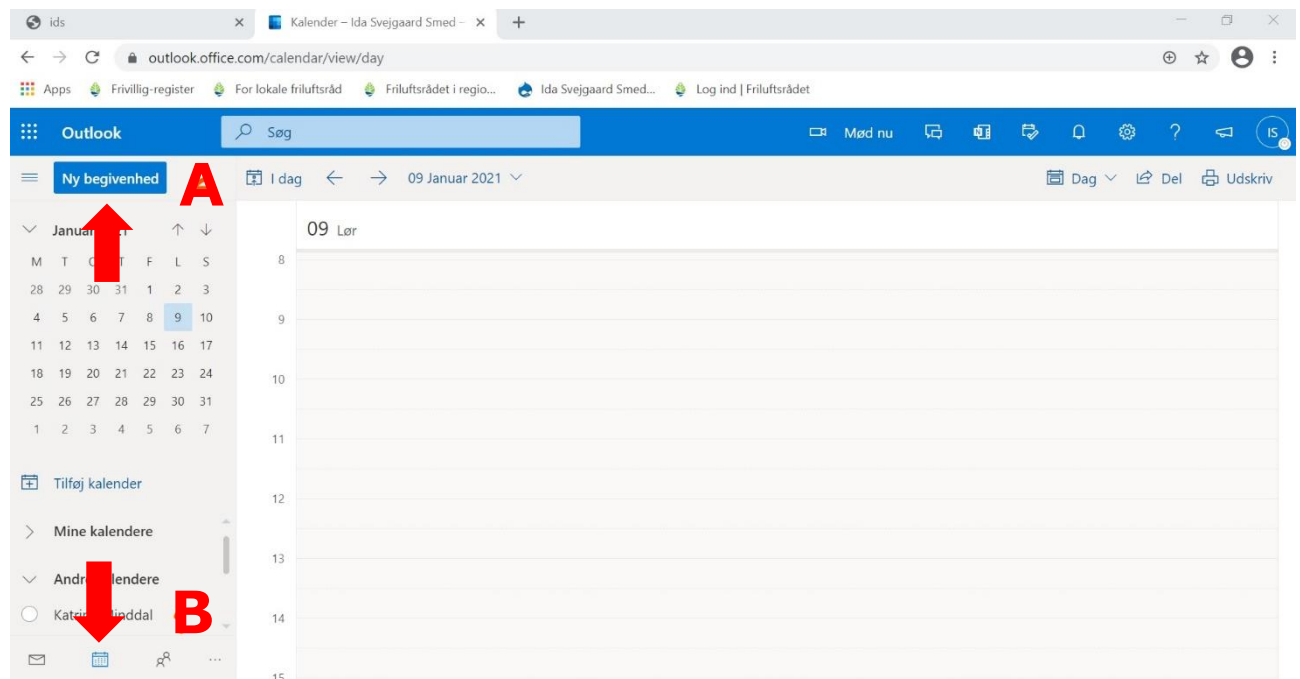 ids
Kalender – Ida Svejgaard Smed -
outlook.office.com/calendar/view/day
Apps Frivillig-register For lokale friluftsråd Friluftsrådet i regio... Ida Svejgaard Smed... Log ind | Friluftsrådet
Outlook Søg Mød nu IS
Ny begivenhed A I dag 09 Januar 2021 Dag Del Udskriv
09 Lør
M T F L S
28 29 30 31 1 2 3
4 5 6 7 8 9 10
11 12 13 14 15 16 17
18 19 20 21 22 23 24
25 26 27 28 29 30 31
1 2 3 4 5 6 7
Tilføj kalender
Mine kalendere
B
8
9
10
11
12
13
14
15